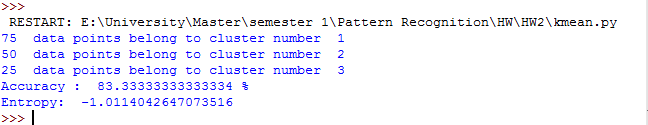 >>>
 RESTART: E:\University\Master\semester 1\Pattern Recognition\HW\HW2\kmean.py
75  data points belong to cluster number  1
50  data points belong to cluster number  2
25  data points belong to cluster number  3
Accuracy :  83.33333333333334 %
Entropy:  -1.0114042647073516
>>>